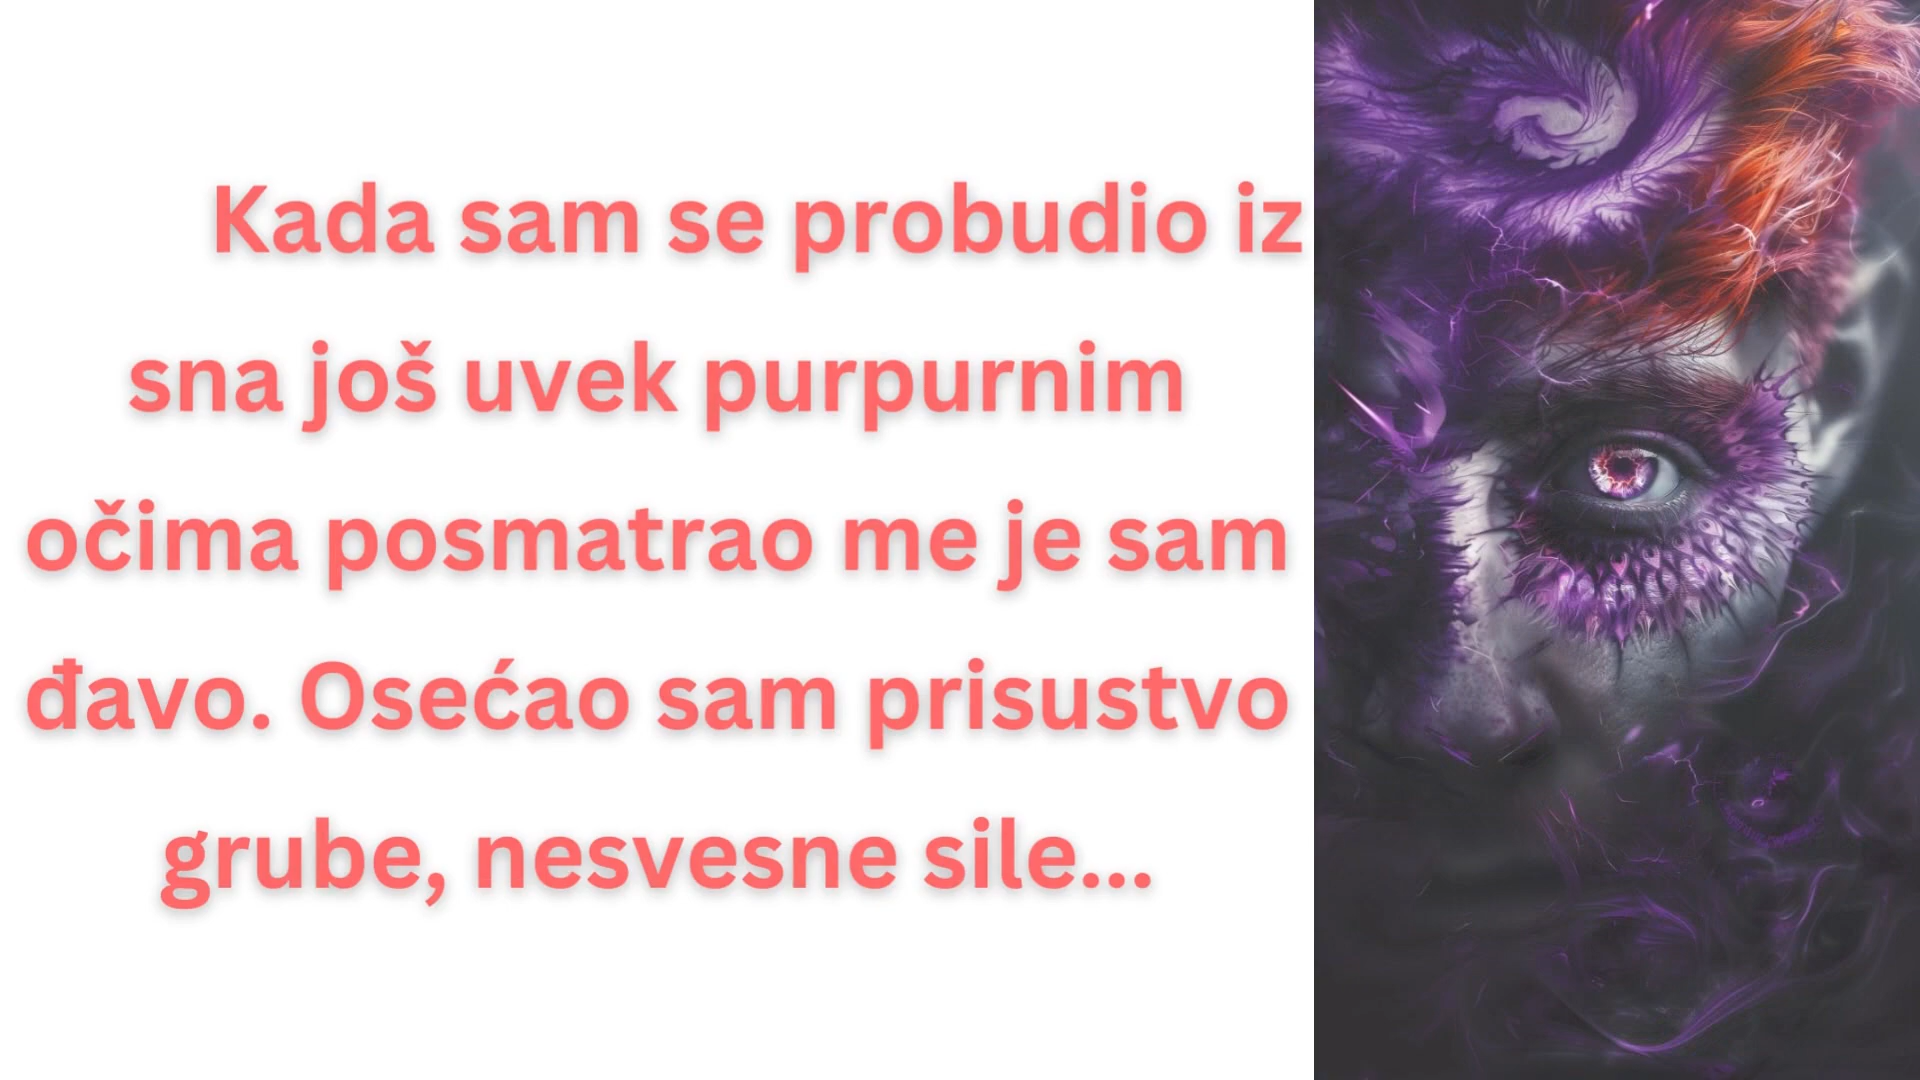 Kada sam se probudio iz
sna još uvek purpurnim
očima posmatrao me je sam
đavo. Osećao sam prisustvo
grube, nesvesne sile...